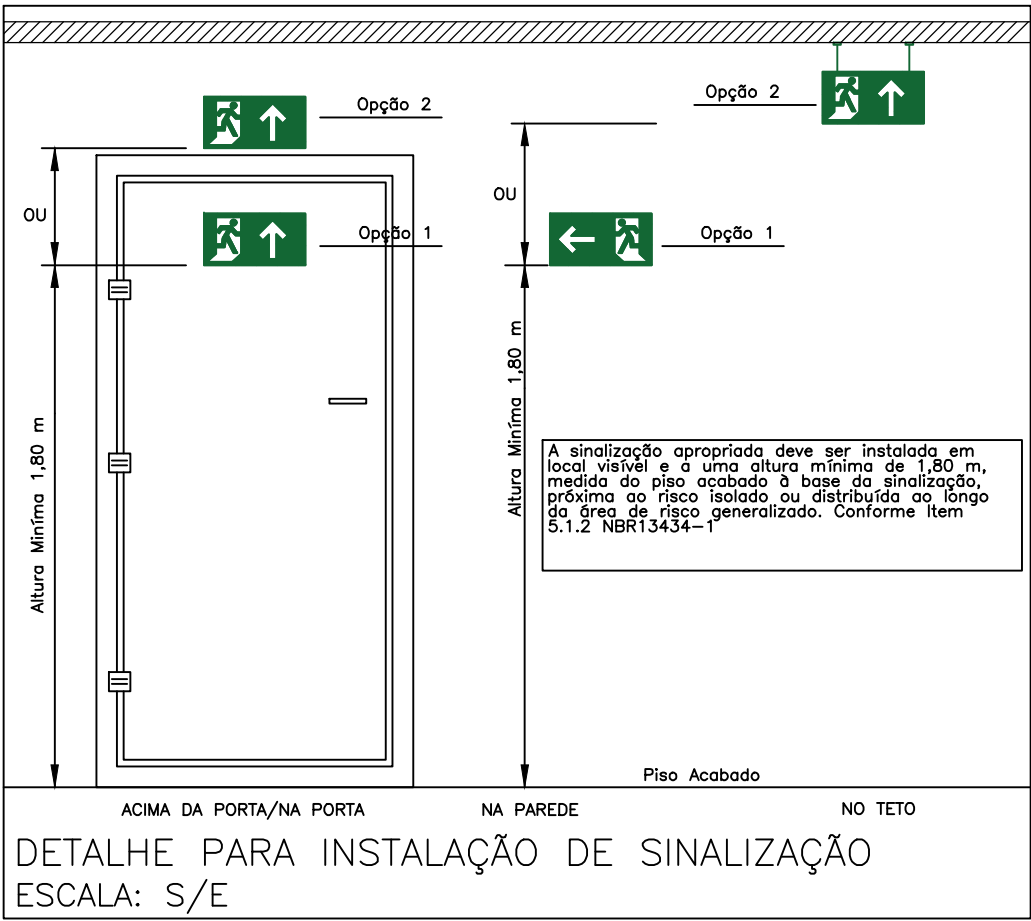 Opção 2
Opção 2
OU
OU
Opção 1
Opção 1
Altura Miníma 1,80 m
Altura Miníma 1,80 m
A sinalização apropriada deve ser instalada em
local visível e a uma altura mínima de 1,80 m,
medida do piso acabado à base da sinalização,
próxima ao risco isolado ou distribuída ao longo
da área de risco generalizado. Conforme Item
5.1.2 NBR13434-1
Piso Acabado
ACIMA DA PORTA/NA PORTA
NA PAREDE
NO TETO
DETALHE PARA INSTALAÇÃO DE SINALIZAÇÃO
ESCALA: S/E